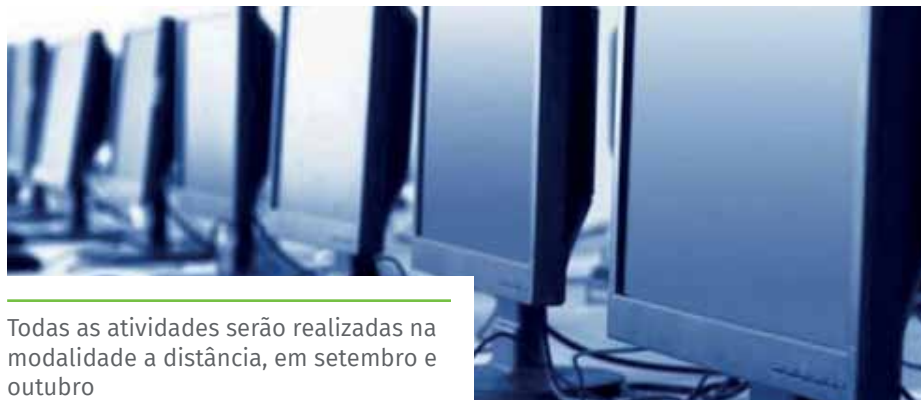 Todas as atividades serão realizadas na
modalidade a distância, em setembro e
outubro